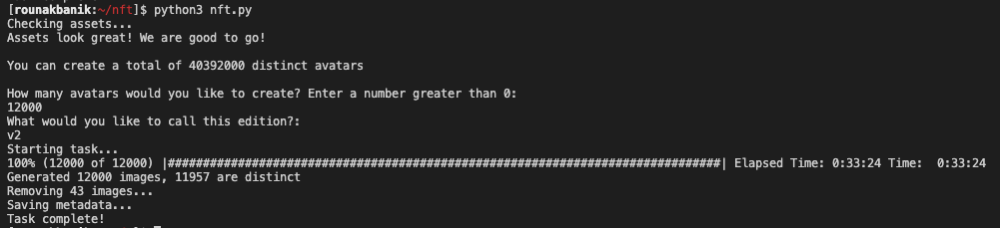 [rounakbanik:~/nft]$ python3 nft.py
Checking assets...
Assets look great! We are good to go!
You can create a total of 40392000 distinct avatars
How many avatars would you like to create? Enter a number greater than 0:
12000
What would you like to call this edition?:
v2
Starting task...
100% (12000 of 12000) |################################################################################| Elapsed Time: 0:33:24 Time:  0:33:24
Generated 12000 images, 11957 are distinct
Removing 43 images...
Saving metadata...
Task complete!